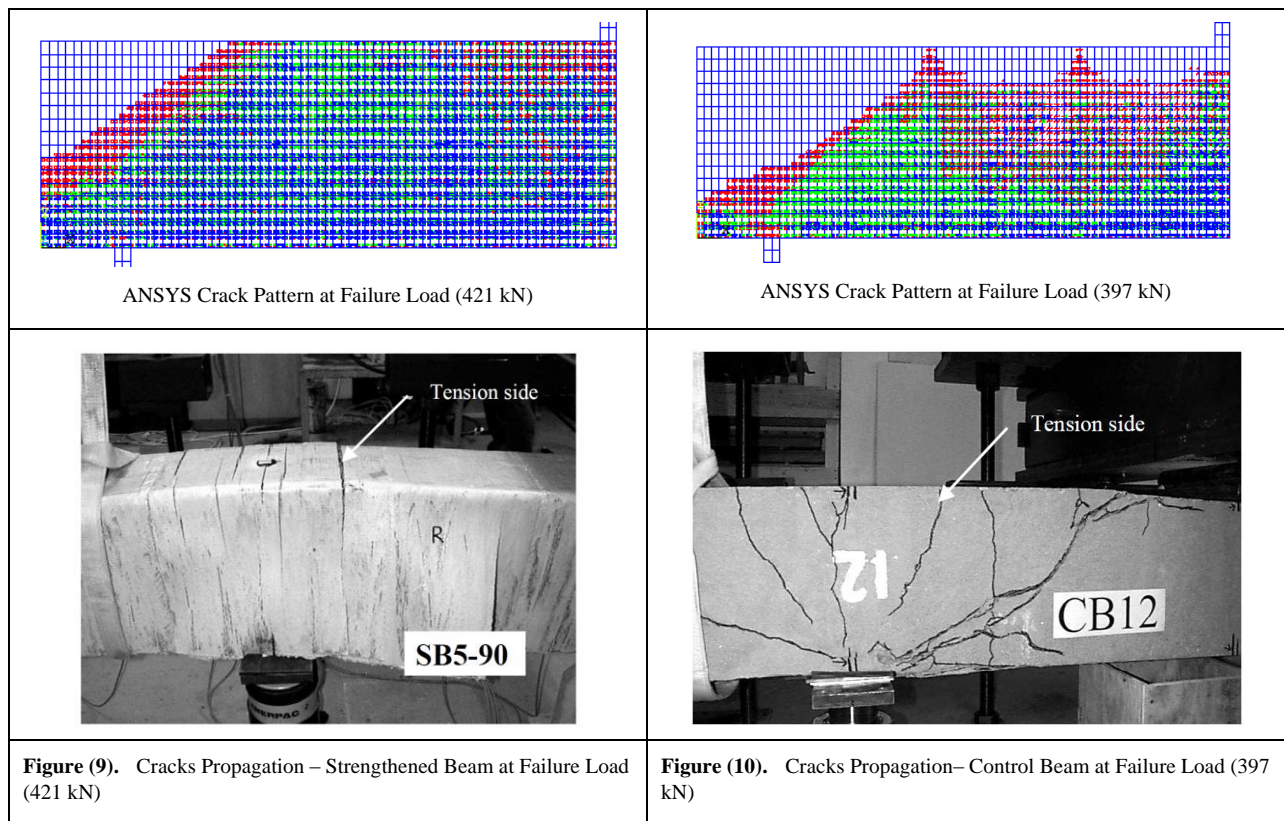 ANSYS Crack Pattern at Failure Load (421 kN)
ANSYS Crack Pattern at Failure Load (397 kN)
Tension side
R
SB5-90
ENERPAC
Tension side
12
CB12
Figure (9). Cracks Propagation – Strengthened Beam at Failure Load
(421 kN)
Figure (10). Cracks Propagation– Control Beam at Failure Load (397
kN)